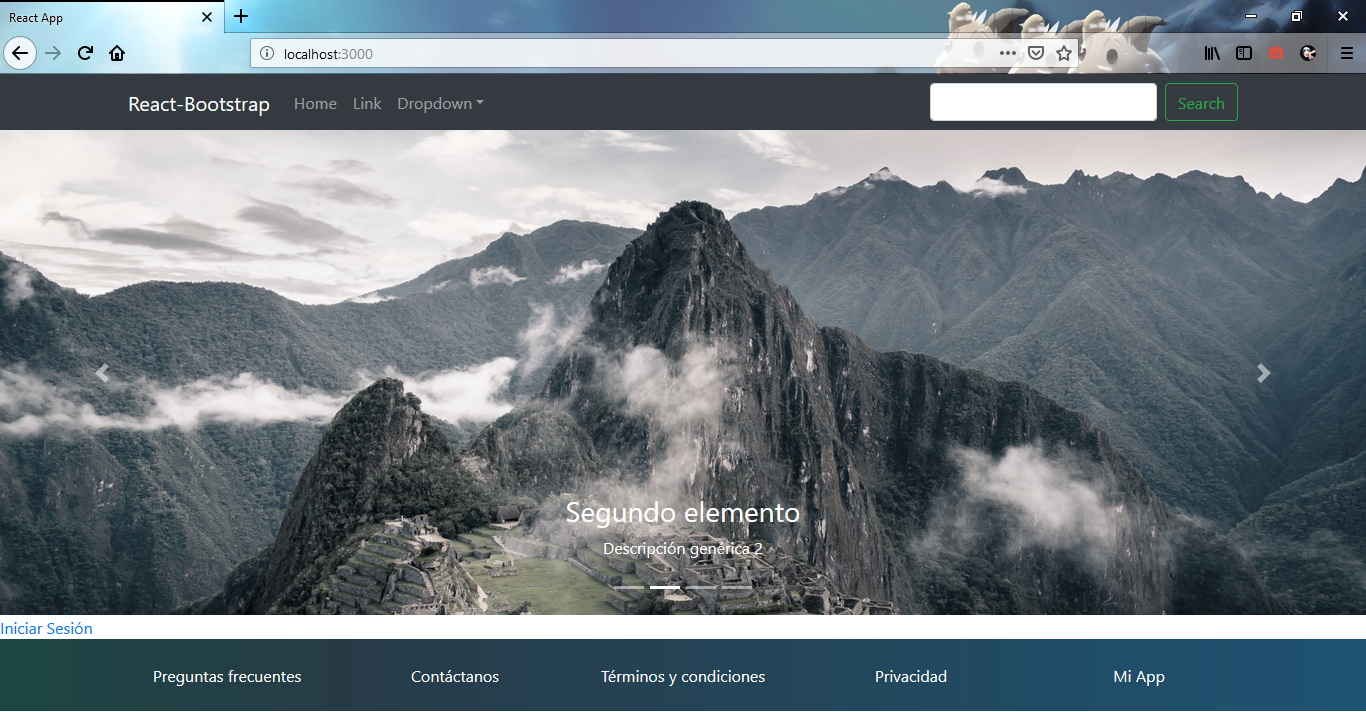 React App
localhost:3000
React-Bootstrap Home Link Dropdown Search
Segundo elemento
Descripción genérica 2
Iniciar Sesión
Preguntas frecuentes Contáctanos Términos y condiciones Privacidad Mi App